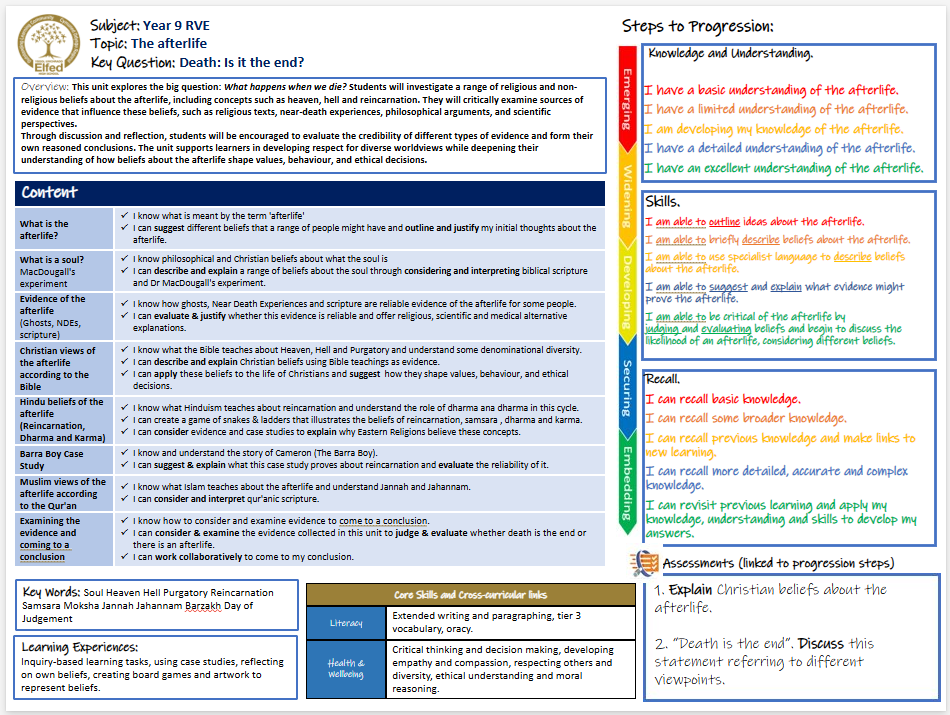 Elfed
Subject: Year 9 RVE
Topic: The afterlife
Key Question: Death: Is it the end?
Overview: This unit explores the big question: What happens when we die? Students will investigate a range of religious and non-
religious beliefs about the afterlife, including concepts such as heaven, hell and reincarnation. They will critically examine sources of
evidence that influence these beliefs, such as religious texts, near-death experiences, philosophical arguments, and scientific
perspectives.
Through discussion and reflection, students will be encouraged to evaluate the credibility of different types of evidence and form their
own reasoned conclusions. The unit supports learners in developing respect for diverse worldviews while deepening their
understanding of how beliefs about the afterlife shape values, behaviour, and ethical decisions.
Content
What is the
afterlife?
✓ I know what is meant by the term 'afterlife'
✓ I can suggest different beliefs that a range of people might have and outline and justify my initial thoughts about the
afterlife.
What is a soul?
MacDougall's
experiment
✓ I know philosophical and Christian beliefs about what the soul is
✓ I can describe and explain a range of beliefs about the soul through considering and interpreting biblical scripture
and Dr MacDougall's experiment.
Evidence of the
afterlife
(Ghosts, NDEs,
scripture)
✓ I know how ghosts, Near Death Experiences and scripture are reliable evidence of the afterlife for some people.
✓ I can evaluate & justify whether this evidence is reliable and offer religious, scientific and medical alternative
explanations.
Christian views of
the afterlife
according to the
Bible
✓ I know what the Bible teaches about Heaven, Hell and Purgatory and understand some denominational diversity.
✓ I can describe and explain Christian beliefs using Bible teachings as evidence.
✓ I can apply these beliefs to the life of Christians and suggest how they shape values, behaviour, and ethical
decisions.
Hindu beliefs of the
afterlife
(Reincarnation,
Dharma and Karma)
✓ I know what Hinduism teaches about reincarnation and understand the role of dharma ana dharma in this cycle.
✓ I can create a game of snakes & ladders that illustrates the beliefs of reincarnation, samsara , dharma and karma.
✓ I can consider evidence and case studies to explain why Eastern Religions believe these concepts.
Barra Boy Case
Study
✓ I know and understand the story of Cameron (The Barra Boy).
✓ I can suggest & explain what this case study proves about reincarnation and evaluate the reliability of it.
Muslim views of the
afterlife according
to the Qur'an
✓ I know what Islam teaches about the afterlife and understand Jannah and Jahannam.
✓ I can consider and interpret qur'anic scripture.
Examining the
evidence and
coming to a
conclusion
✓ I know how to consider and examine evidence to come to a conclusion.
✓ I can consider & examine the evidence collected in this unit to judge & evaluate whether death is the end or
there is an afterlife.
✓ I can work collaboratively to come to my conclusion.
Key Words: Soul Heaven Hell Purgatory Reincarnation
Samsara Moksha Jannah Jahannam Barzakh Day of
Judgement
Learning Experiences:
Inquiry-based learning tasks, using case studies, reflecting
on own beliefs, creating board games and artwork to
represent beliefs.
Core Skills and Cross-curricular links
Literacy
Extended writing and paragraphing, tier 3
vocabulary, oracy.
Health &
Wellbeing
Critical thinking and decision making, developing
empathy and compassion, respecting others and
diversity, ethical understanding and moral
reasoning.
Steps to Progression:
Emerging
Widening
Developing
Securing
Embedding
Knowledge and Understanding.
I have a basic understanding of the afterlife.
I have a limited understanding of the afterlife.
I am developing my knowledge of the afterlife.
I have a detailed understanding of the afterlife.
I have an excellent understanding of the afterlife.
Skills.
I am able to outline ideas about the afterlife.
I am able to briefly describe beliefs about the afterlife.
I am able to use specialist language to describe beliefs
about the afterlife.
I am able to suggest and explain what evidence might
prove the afterlife.
I am able to be critical of the afterlife by
judging and evaluating beliefs and begin to discuss the
likelihood of an afterlife, considering different beliefs.
Recall.
I can recall basic knowledge.
I can recall some broader knowledge.
I can recall previous knowledge and make links to
new learning.
I can recall more detailed, accurate and complex
knowledge.
I can revisit previous learning and apply my
knowledge, understanding and skills to develop my
answers.
Assessments (linked to progression steps)
1. Explain Christian beliefs about the
afterlife.
2. "Death is the end". Discuss this
statement referring to different
viewpoints.